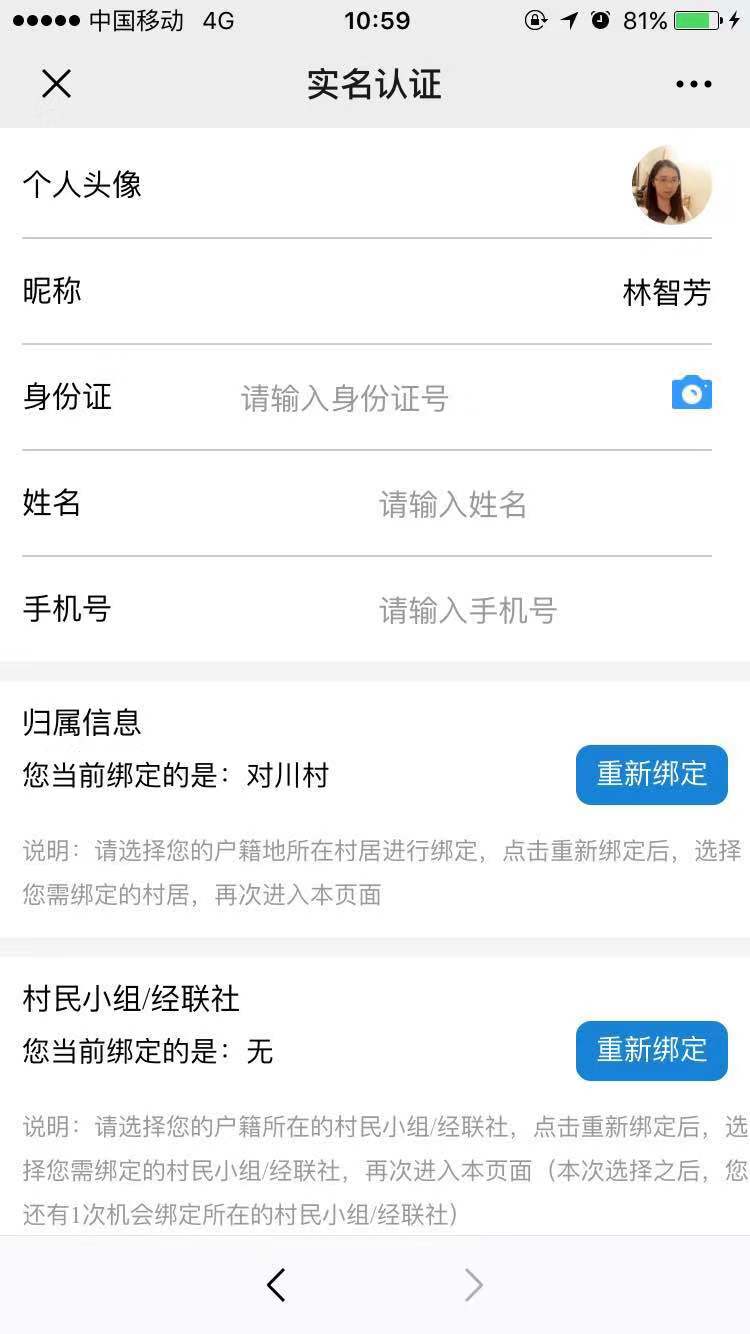 中国移动 4G 10:59 81%
实名认证
个人头像
昵称 林智芳
身份证 请输入身份证号
姓名 请输入姓名
手机号 请输入手机号
归属信息
您当前绑定的是：对川村 重新绑定
说明：请选择您的户籍地所在村居进行绑定，点击重新绑定后，选择
您需绑定的村居，再次进入本页面
村民小组/经联社
您当前绑定的是：无 重新绑定
说明：请选择您的户籍所在的村民小组/经联社，点击重新绑定后，选
择您需绑定的村民小组/经联社，再次进入本页面（本次选择之后，您
还有1次机会绑定所在的村民小组/经联社）